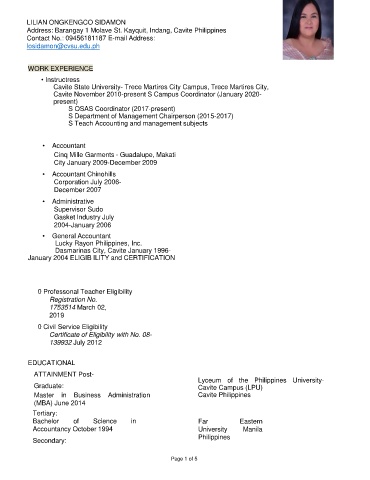 LILIAN ONGKENGCO SIDAMON
Address: Barangay 1 Molave St. Kayquit. Indang, Cavite Philippines
Contact No.: 09456181187 E-mail Address:
losidamon@cvsu.edu.ph
WORK EXPERIENCE
• Instructress
Cavite State University- Trece Martires City Campus, Trece Martires City,
Cavite November 2010-present S Campus Coordinator (January 2020-
present)
S OSAS Coordinator (2017-present)
S Department of Management Chairperson (2015-2017)
S Teach Accounting and management subjects
• Accountant
Cinq Mille Garments - Guadalupe, Makati
City January 2009-December 2009
• Accountant Chinohills
Corporation July 2006-
December 2007
• Administrative
Supervisor Sudo
Gasket Industry July
2004-January 2006
• General Accountant
Lucky Rayon Philippines, Inc.
Dasmarinas City, Cavite January 1996-
January 2004 ELIGIB ILITY and CERTIFICATION
0 Professonal Teacher Eligibility
Registration No.
1753514 March 02,
2019
0 Civil Service Eligibility
Certificate of Eligibility with No. 08-
139932 July 2012
EDUCATIONAL
ATTAINMENT Post-
Graduate:
Master in Business Administration
(MBA) June 2014
Lyceum of the Philippines University-
Cavite Campus (LPU)
Cavite Philippines
Tertiary:
Bachelor of Science in
Accountancy October 1994
Far Eastern
University Manila
Philippines
Secondary:
Page 1 of 5